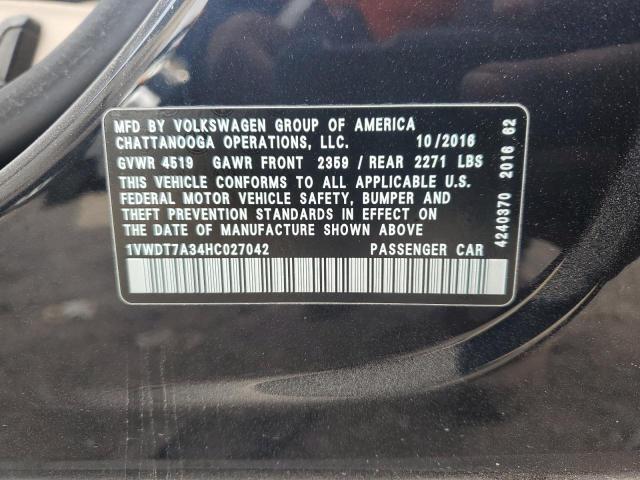 MFD BY VOLKSWAGEN GROUP OF AMERICA
CHATTANOOGA OPERATIONS, LLC. 10/2016
GVWR 4519 GAWR FRONT 2359 / REAR 2271 LBS
THIS VEHICLE CONFORMS TO ALL APPLICABLE U.S.
FEDERAL MOTOR VEHICLE SAFETY, BUMPER AND
THEFT PREVENTION STANDARDS IN EFFECT ON
THE DATE OF MANUFACTURE SHOWN ABOVE
1VWDT7A34HC027042 PASSENGER CAR
4240370 2016 62